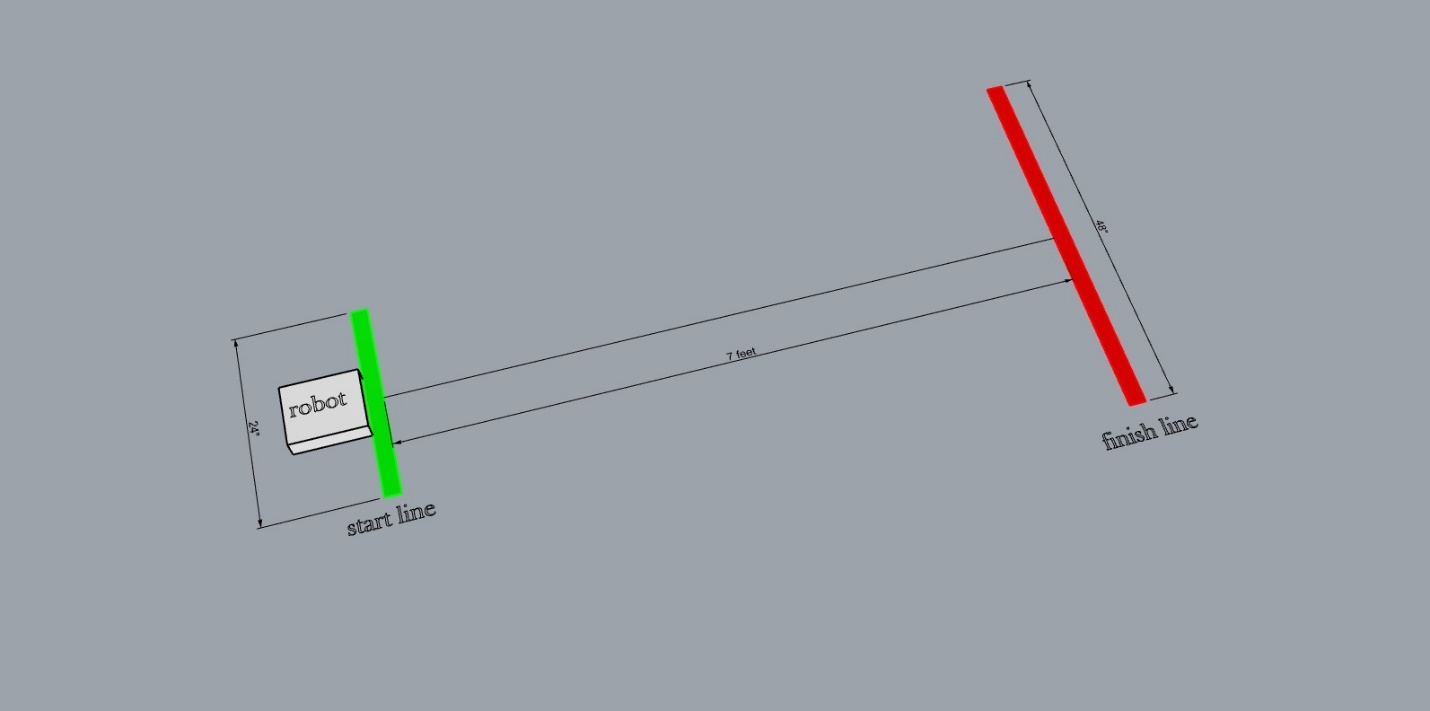 48"
7 feet
robot
24"
finish line
start line